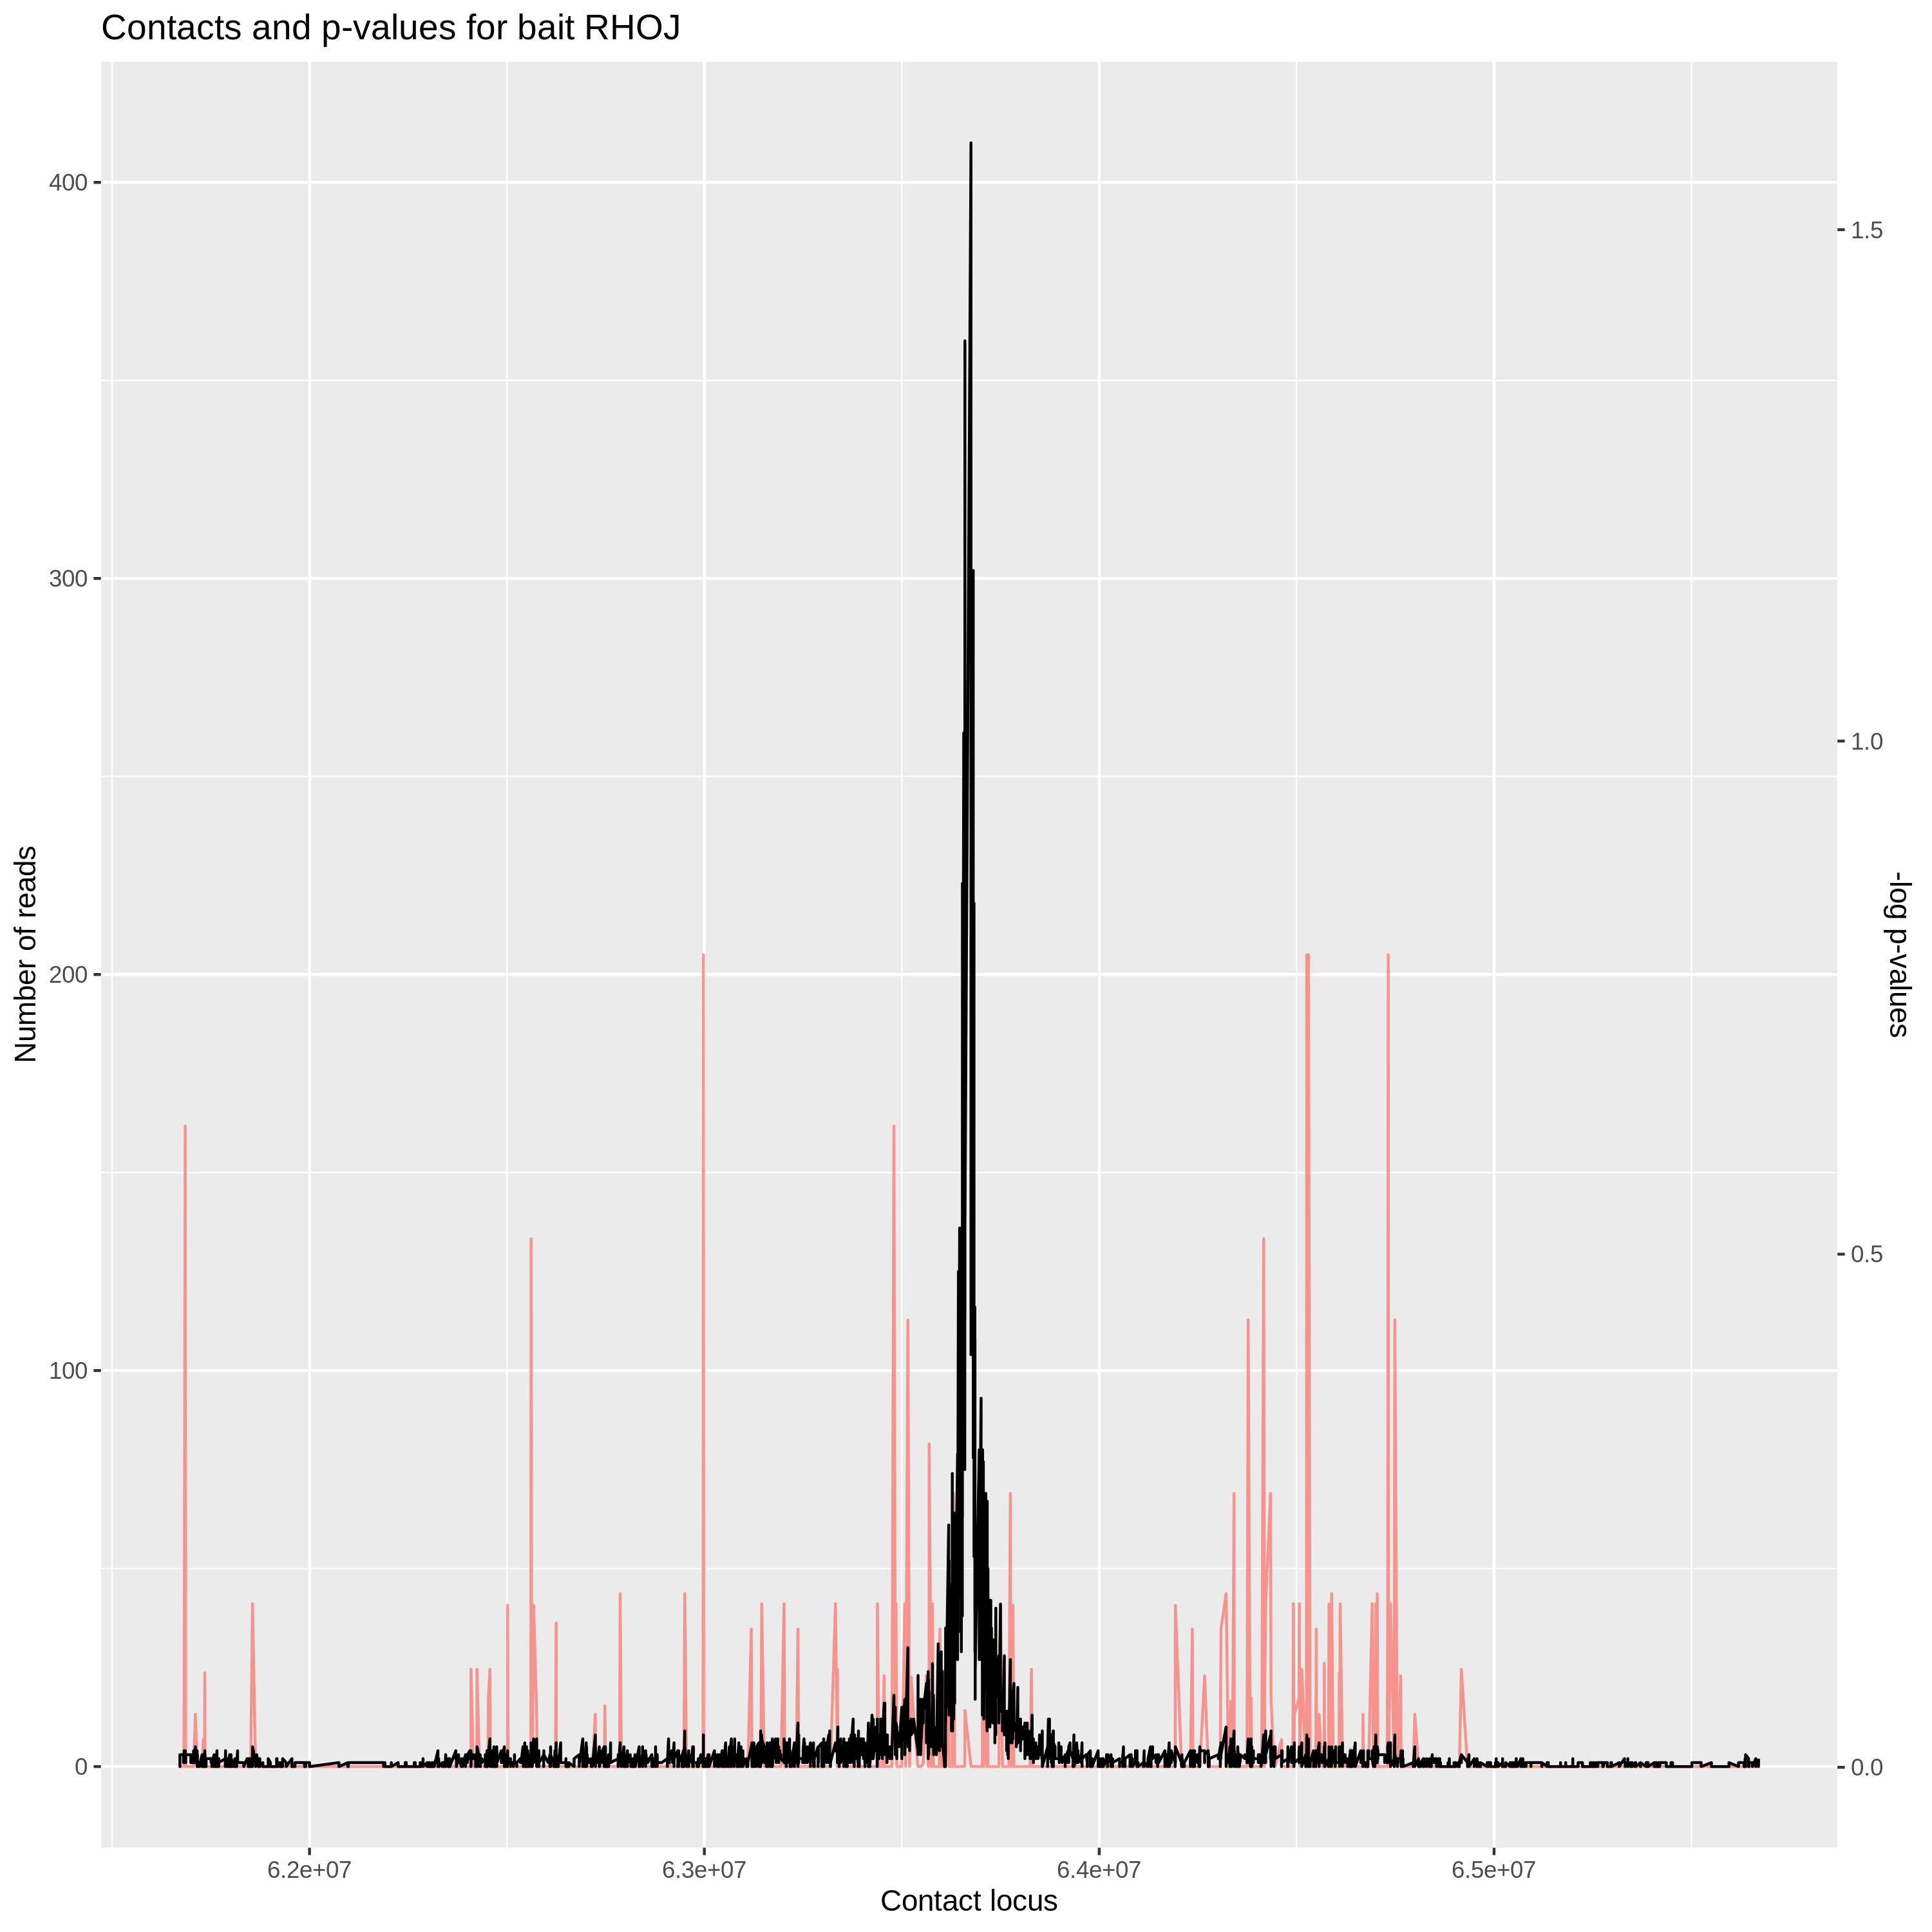 Contacts and p-values for bait RHOJ
400
300
200
100
0
Number of reads
1.5
1.0
0.5
0.0
-log p-values
6.2e+07
6.3e+07
6.4e+07
6.5e+07
Contact locus